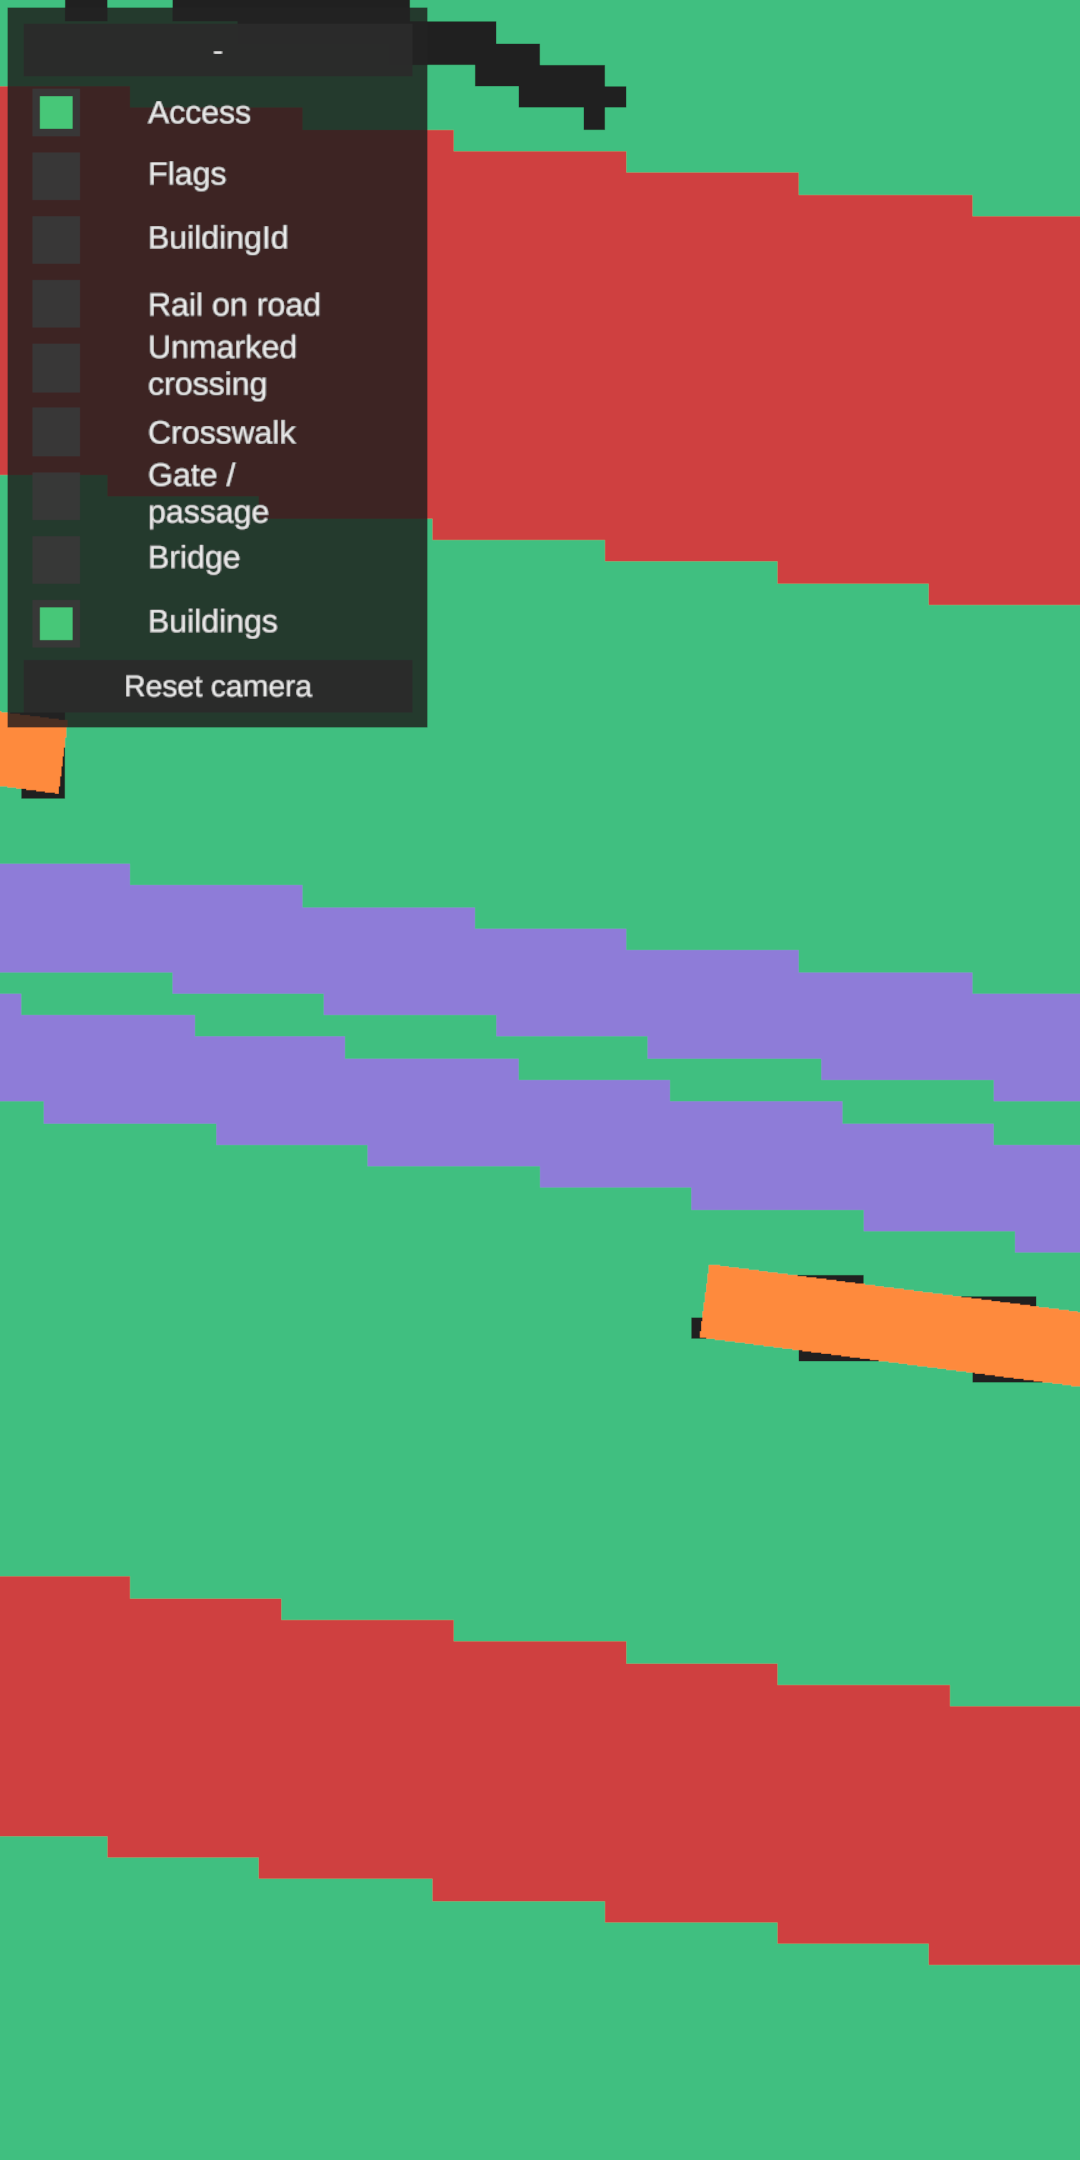 -
Access
Flags
BuildingId
Rail on road
Unmarked
crossing
Crosswalk
Gate /
passage
Bridge
Buildings
Reset camera